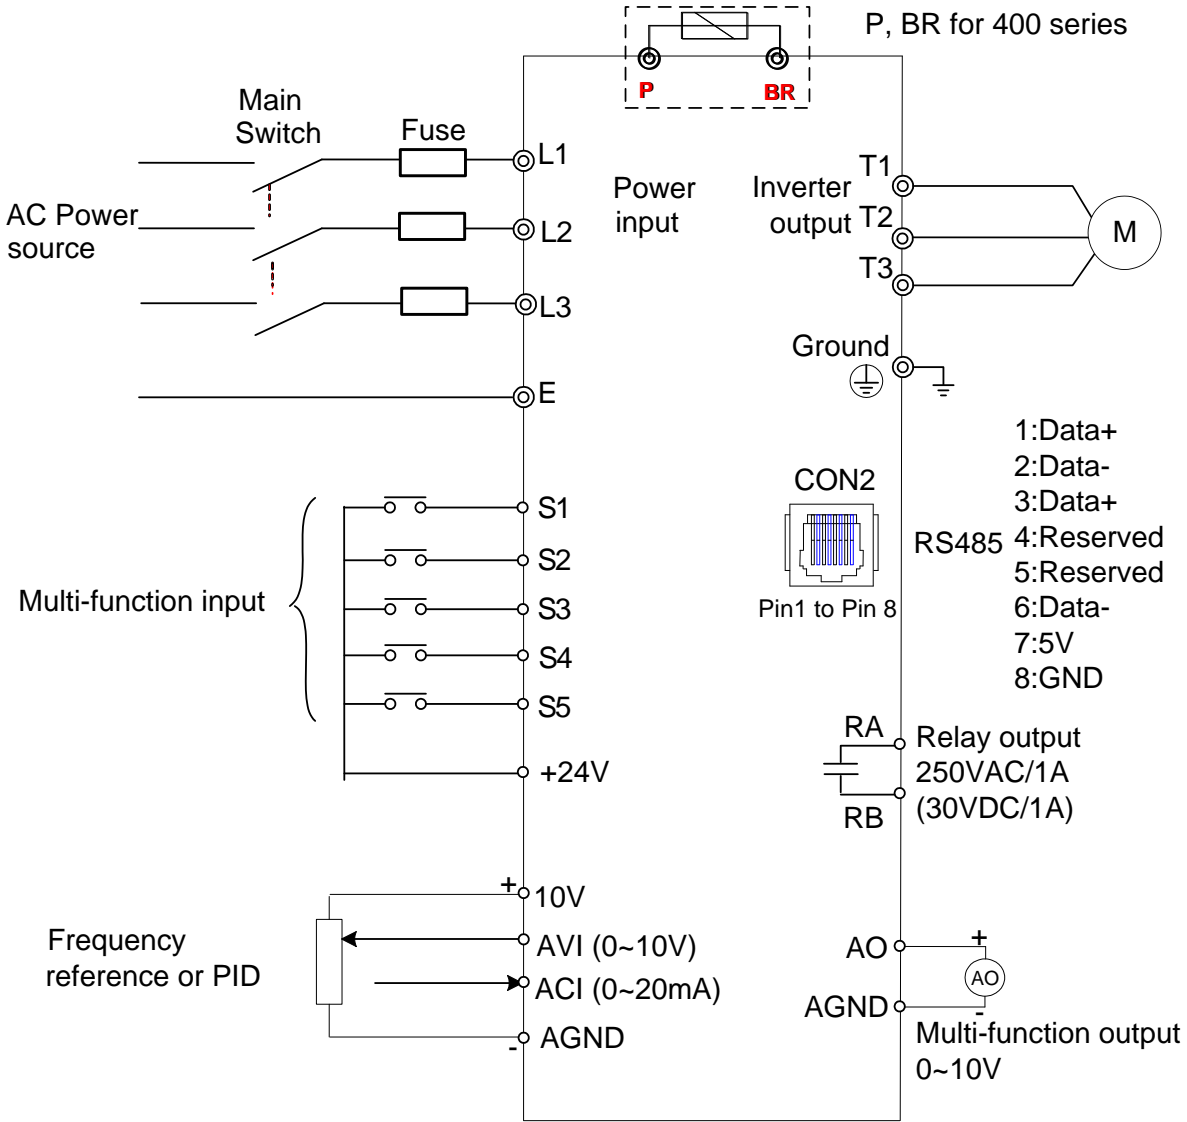 P, BR for 400 series
P
BR
Main
Switch
Fuse
L1
T1
Power
input
Inverter
output
AC Power
source
L2
T2
M
L3
T3
Ground
E
1:Data+
2:Data-
3:Data+
4:Reserved
5:Reserved
6:Data-
7:5V
8:GND
CON2
RS485
Pin1 to Pin 8
S1
S2
Multi-function input
S3
S4
S5
+24V
RA
RB
Relay output
250VAC/1A
(30VDC/1A)
+
10V
Frequency
reference or PID
AVI (0~10V)
ACI (0~20mA)
-
AGND
AO
+
AO
AGND
-
Multi-function output
0~10V